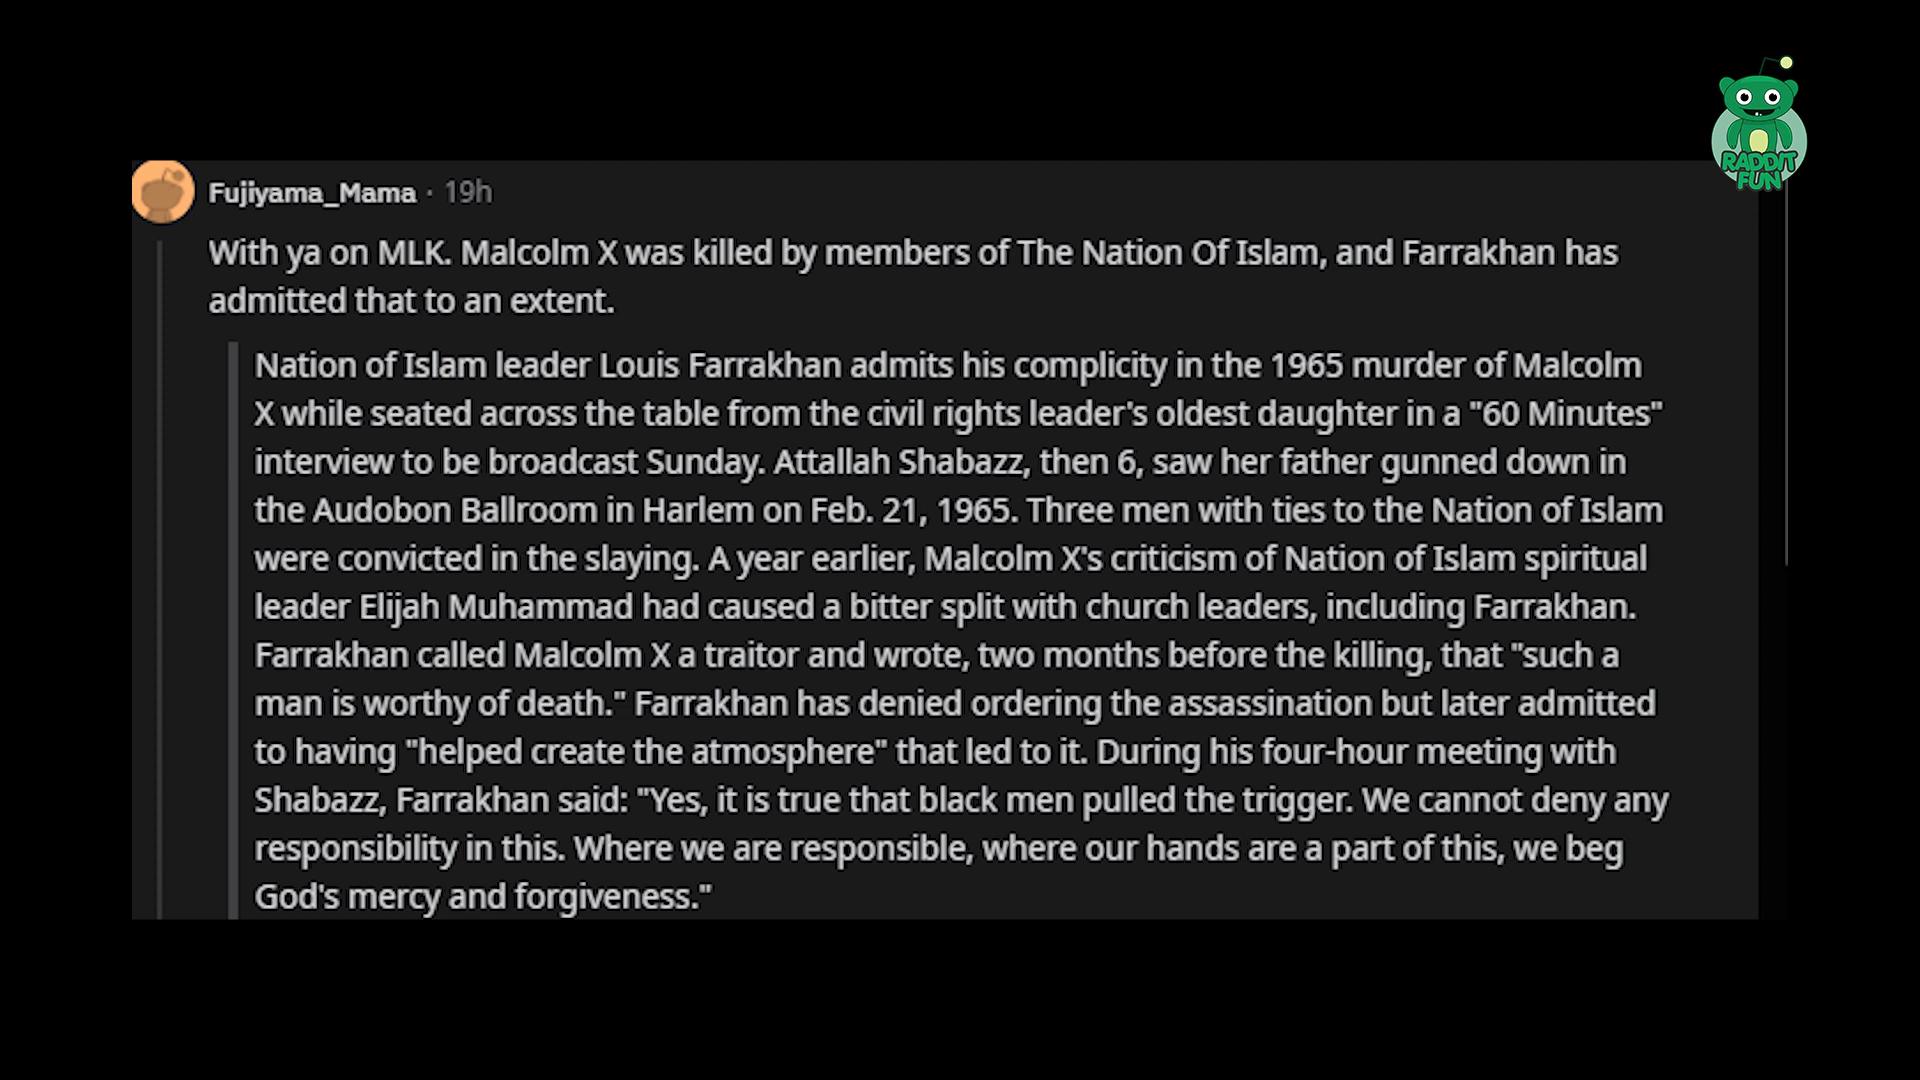 RADDIT
FUN
Fujiyama_Mama · 19h
With ya on MLK. Malcolm X was killed by members of The Nation Of Islam, and Farrakhan has
admitted that to an extent.
Nation of Islam leader Louis Farrakhan admits his complicity in the 1965 murder of Malcolm
X while seated across the table from the civil rights leader's oldest daughter in a "60 Minutes"
interview to be broadcast Sunday. Attallah Shabazz, then 6, saw her father gunned down in
the Audobon Ballroom in Harlem on Feb. 21, 1965. Three men with ties to the Nation of Islam
were convicted in the slaying. A year earlier, Malcolm X's criticism of Nation of Islam spiritual
leader Elijah Muhammad had caused a bitter split with church leaders, including Farrakhan.
Farrakhan called Malcolm X a traitor and wrote, two months before the killing, that "such a
man is worthy of death." Farrakhan has denied ordering the assassination but later admitted
to having "helped create the atmosphere" that led to it. During his four-hour meeting with
Shabazz, Farrakhan said: "Yes, it is true that black men pulled the trigger. We cannot deny any
responsibility in this. Where we are responsible, where our hands are a part of this, we beg
God's mercy and forgiveness."